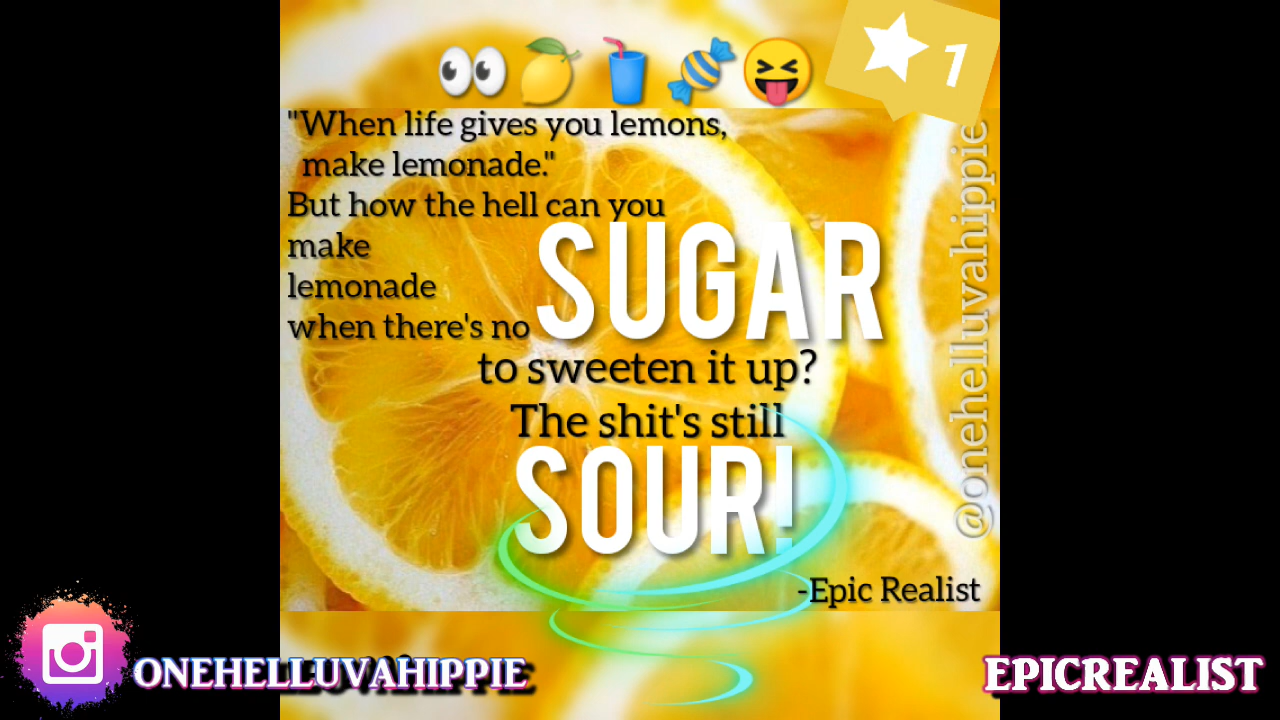 1
"When life gives you lemons,
make lemonade."
But how the hell can you
make
lemonade
when there's no SUGAR
to sweeten it up?
The shit's still
SOUR!
-Epic Realist
@onehelluvahippie
ONEHELLUVAHIPPIE
EPICREALIST